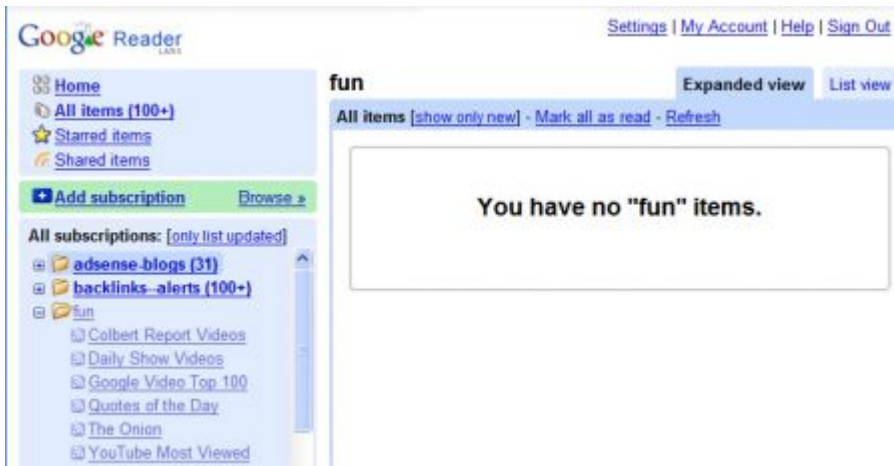 Google Reader
LABS
Settings | My Account | Help | Sign Out
Home
All items (100+)
Starred items
Shared items
Add subscription Browse »
All subscriptions: [only list updated]
adsense-blogs (31)
backlinks--alerts (100+)
fun
Colbert Report Videos
Daily Show Videos
Google Video Top 100
Quotes of the Day
The Onion
YouTube Most Viewed
fun
Expanded view List view
All items [show only new] - Mark all as read - Refresh
You have no "fun" items.